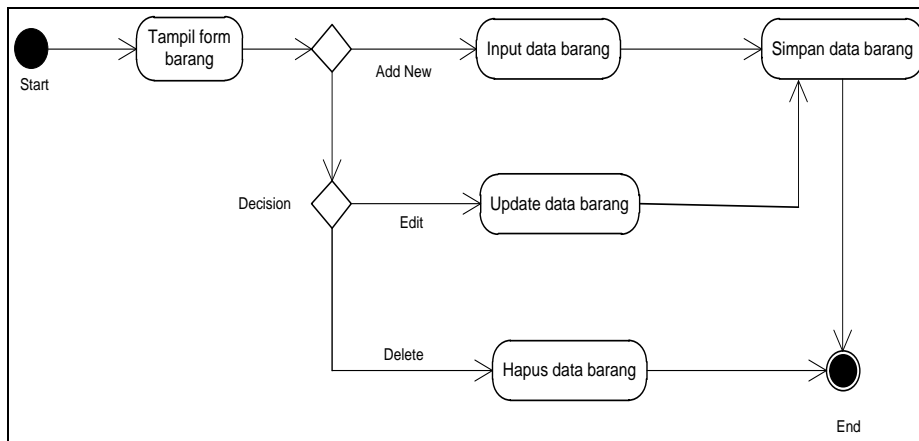 Tampil form
barang
Input data barang
Simpan data barang
Start
Add New
Decision
Update data barang
Edit
Delete
Hapus data barang
End